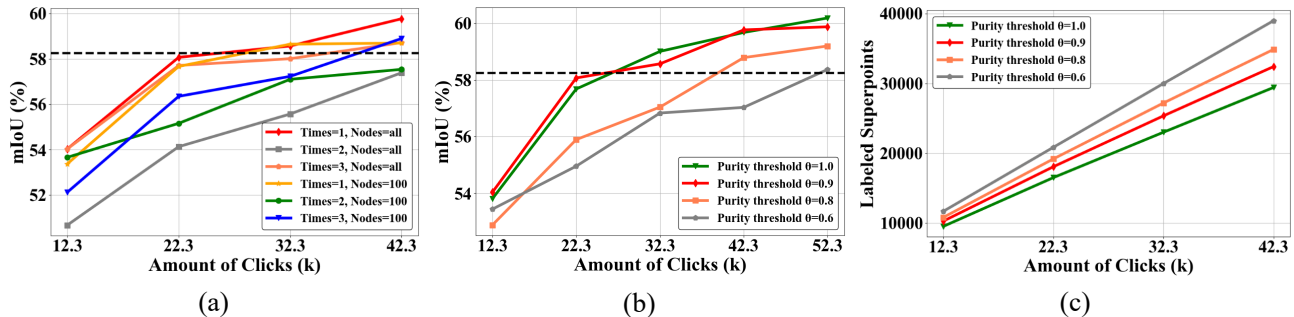 60
58
56
54
52
mIoU (%)
Times=1, Nodes=all
Times=2, Nodes=all
Times=3, Nodes=all
Times=1, Nodes=100
Times=2, Nodes=100
Times=3, Nodes=100
12.3 22.3 32.3 42.3
Amount of Clicks (k)
(a)
60
58
56
54
mIoU (%)
Purity threshold θ=1.0
Purity threshold θ=0.9
Purity threshold θ=0.8
Purity threshold θ=0.6
12.3 22.3 32.3 42.3 52.3
Amount of Clicks (k)
(b)
40000
30000
20000
10000
Labeled Superpoints
Purity threshold θ=1.0
Purity threshold θ=0.9
Purity threshold θ=0.8
Purity threshold θ=0.6
12.3 22.3 32.3 42.3
Amount of Clicks (k)
(c)